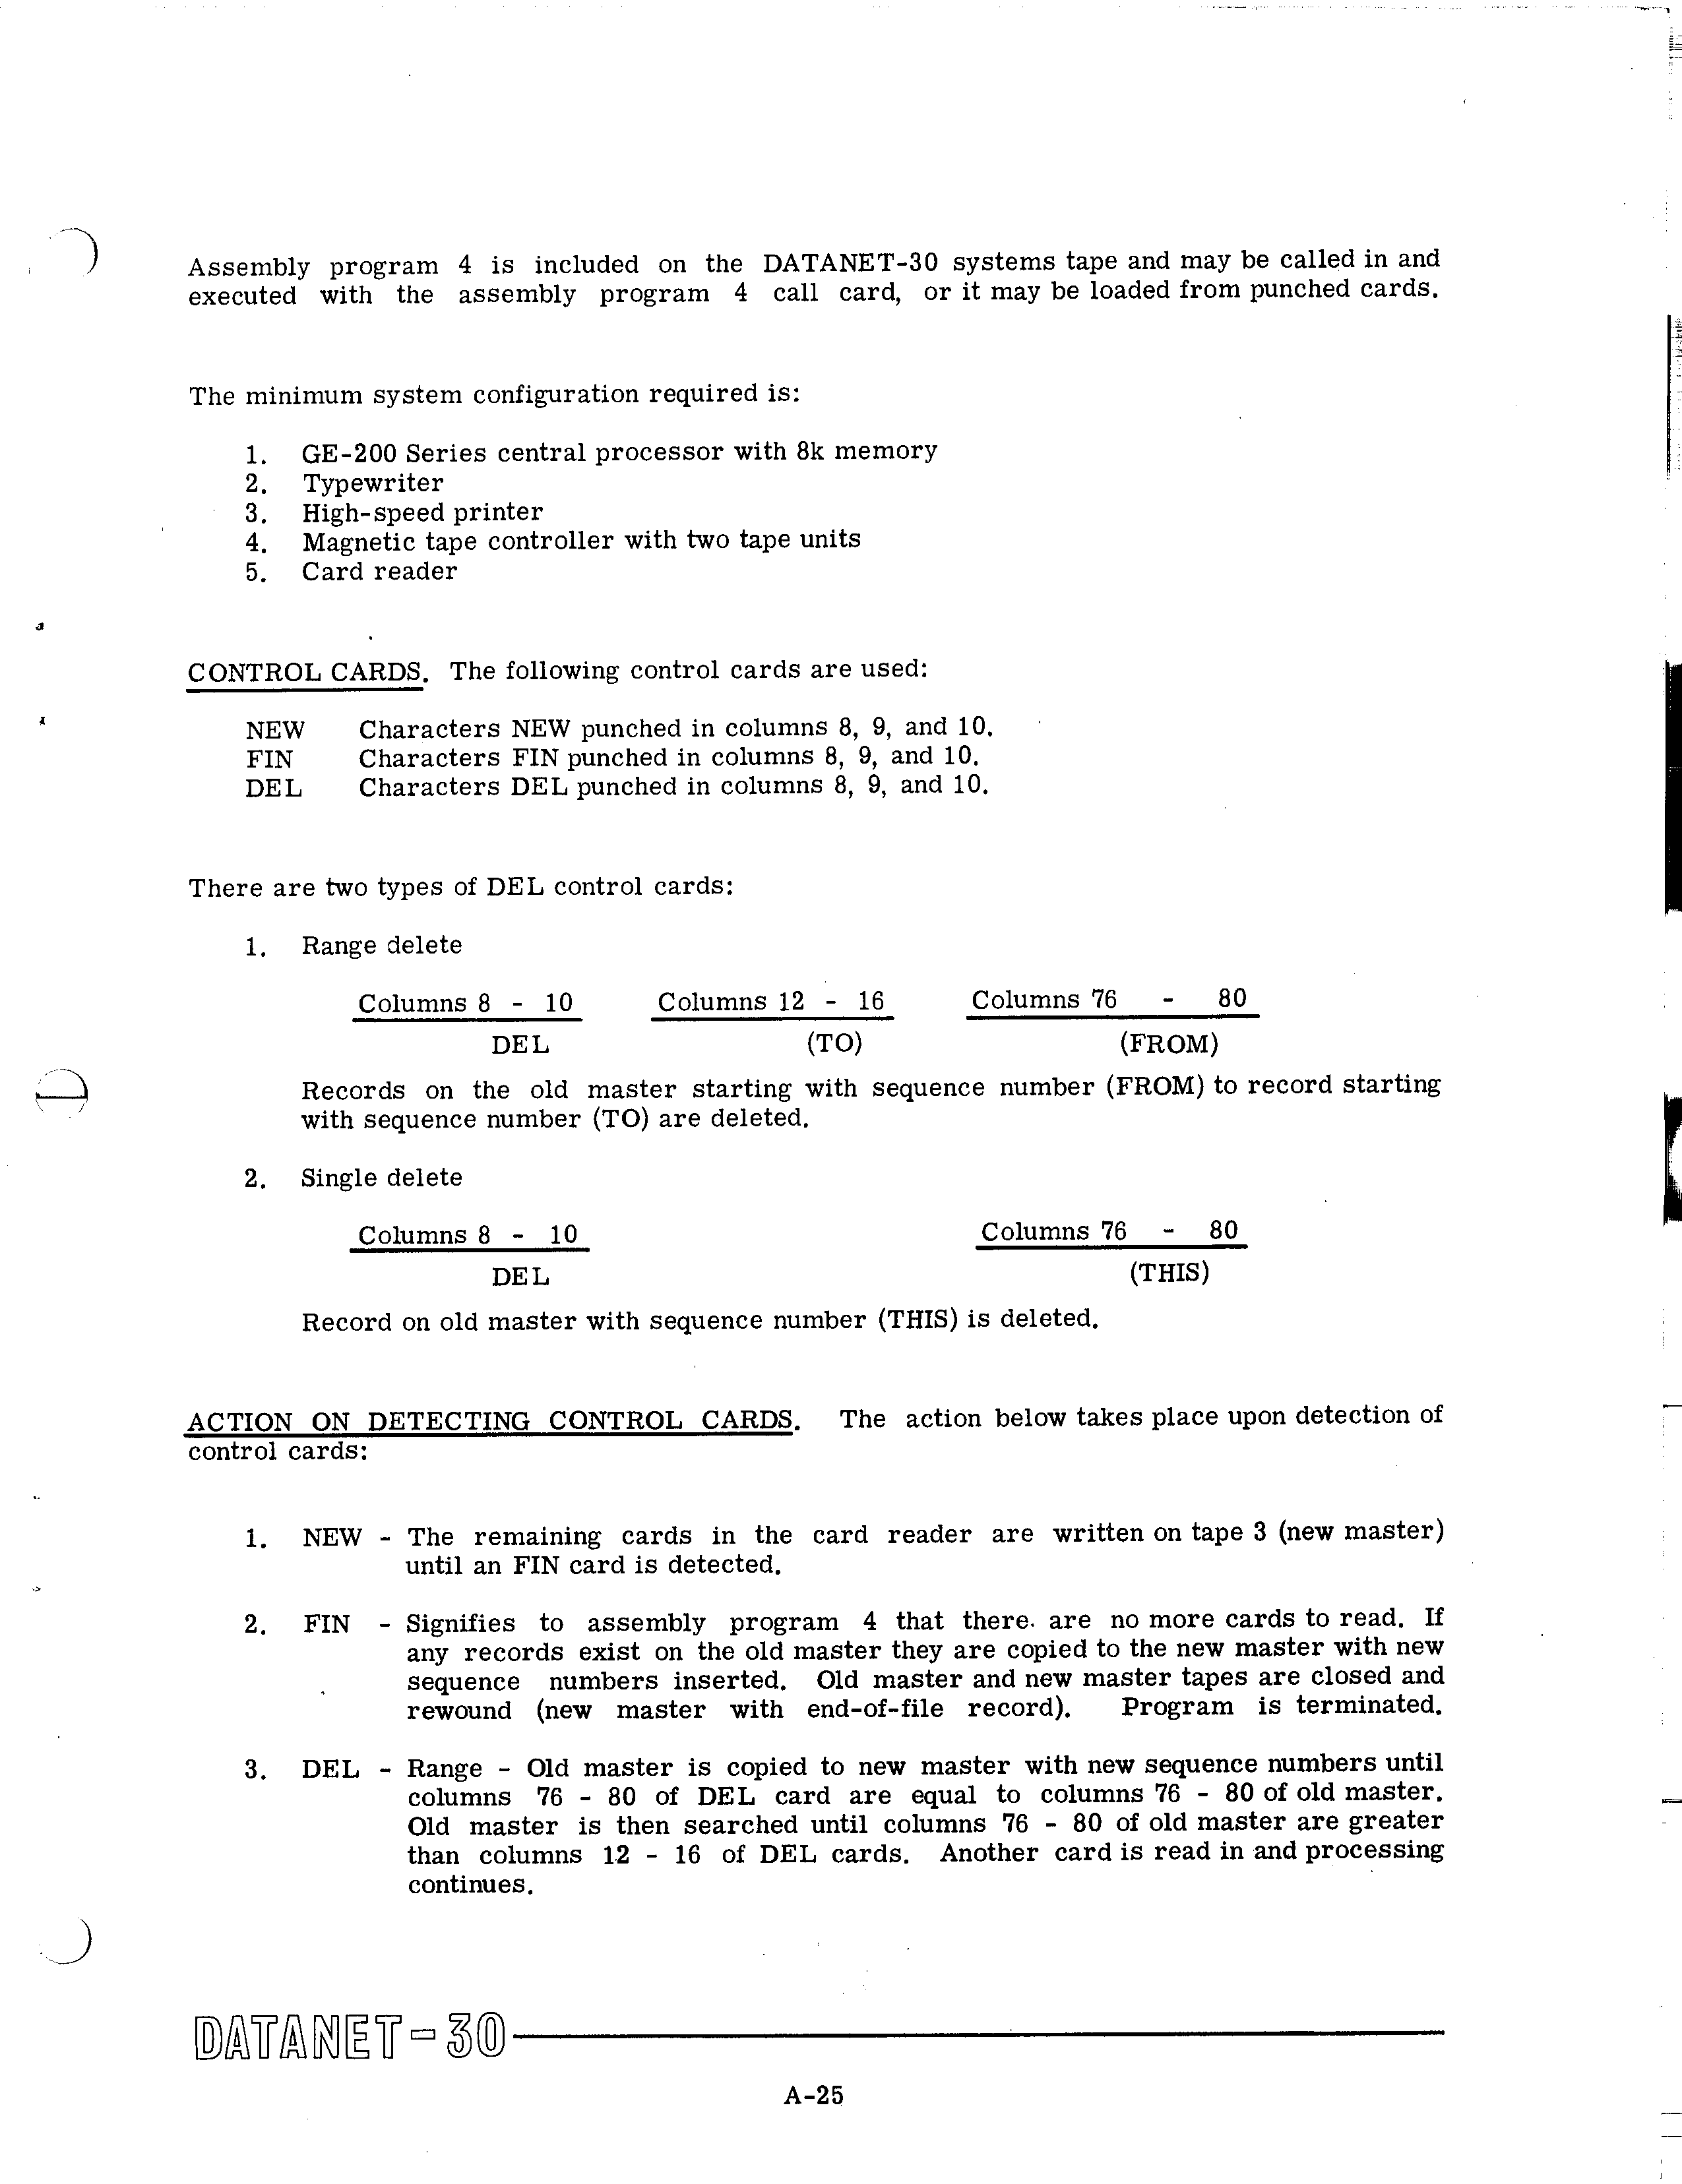 Assembly program 4 is included on the DATANET-30 systems tape and may be called in and
executed with the assembly program 4 call card, or it may be loaded from punched cards.
The minimum system configuration required is:
1. GE-200 Series central processor with 8k memory
2. Typewriter
3. High-speed printer
4. Magnetic tape controller with two tape units
5. Card reader
CONTROL CARDS. The following control cards are used:
NEW Characters NEW punched in columns 8, 9, and 10.
FIN Characters FIN punched in columns 8, 9, and 10.
DEL Characters DEL punched in columns 8, 9, and 10.
There are two types of DEL control cards:
1. Range delete
Columns 8 - 10 Columns 12 - 16 Columns 76 - 80
DEL (TO) (FROM)
Records on the old master starting with sequence number (FROM) to record starting
with sequence number (TO) are deleted.
2. Single delete
Columns 8 - 10 Columns 76 - 80
DEL (THIS)
Record on old master with sequence number (THIS) is deleted.
ACTION ON DETECTING CONTROL CARDS. The action below takes place upon detection of
control cards:
1. NEW - The remaining cards in the card reader are written on tape 3 (new master)
until an FIN card is detected.
2. FIN - Signifies to assembly program 4 that there are no more cards to read. If
any records exist on the old master they are copied to the new master with new
sequence numbers inserted. Old master and new master tapes are closed and
rewound (new master with end-of-file record). Program is terminated.
3. DEL - Range - Old master is copied to new master with new sequence numbers until
columns 76 - 80 of DEL card are equal to columns 76 - 80 of old master.
Old master is then searched until columns 76 - 80 of old master are greater
than columns 12 - 16 of DEL cards. Another card is read in and processing
continues.
DATANET-30
A-25